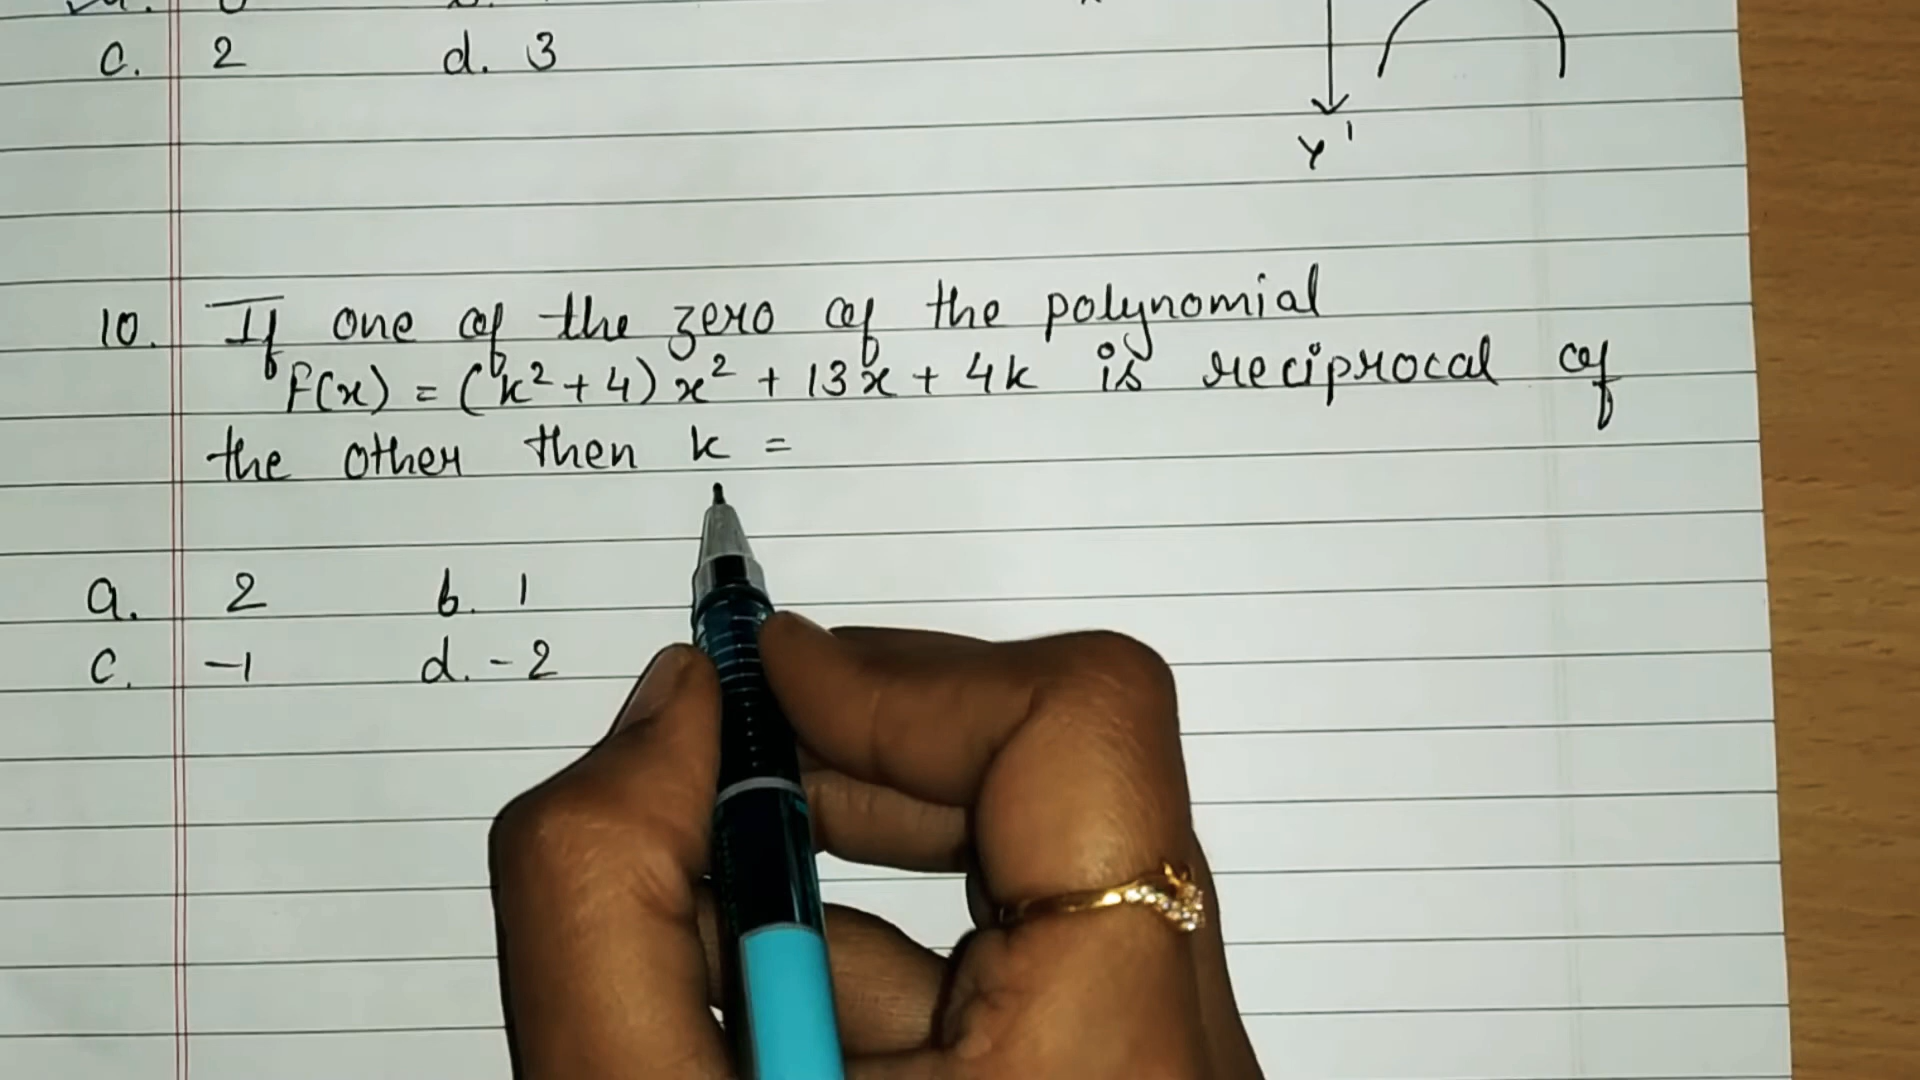 c. 2 d. 3
Y'
10. If one of the zero of the polynomial
f(x) = (k² + 4) x² + 13x + 4k is reciprocal of
the other then k =
a. 2 b. 1
c. -1 d. -2